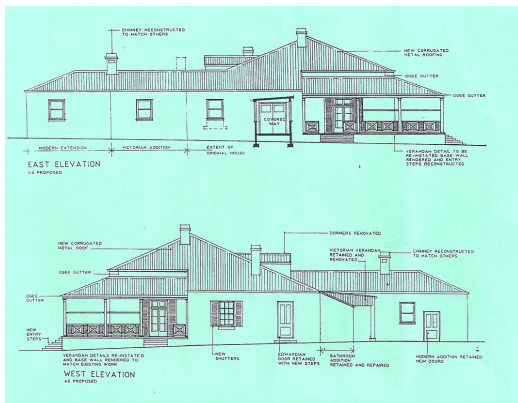 CHIMNEY RECONSTRUCTED
TO MATCH OTHERS
NEW CORRUGATED
METAL ROOFING
OGEE GUTTER
OGEE GUTTER
COVERED
WAY
MODERN EXTENSION
VICTORIAN ADDITION
EXTENT OF
ORIGINAL HOUSE
VERANDAH DETAIL TO BE
RE-INSTATED BASE WALL
RENDERED AND ENTRY
STEPS RECONSTRUCTED
EAST ELEVATION
AS PROPOSED
DORMERS RENOVATED
NEW CORRUGATED
METAL ROOF
VICTORIAN VERANDAH
RETAINED AND
RENOVATED
CHIMNEY RECONSTRUCTED
TO MATCH OTHERS
OGEE GUTTER
OGEE
GUTTER
NEW
ENTRY
STEPS
VERANDAH DETAILS RE-INSTATED
AND BASE WALL RENDERED TO
MATCH EXISTING WORK
NEW
SHUTTERS
EDWARDIAN
DOOR RETAINED
WITH NEW STEPS
BATHROOM
ADDITION
RETAINED AND REPAIRED
MODERN ADDITION RETAINED
NEW DOORS
WEST ELEVATION
AS PROPOSED